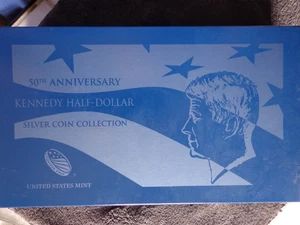 50TH ANNIVERSARY
KENNEDY HALF-DOLLAR
SILVER COIN COLLECTION
UNITED STATES MINT